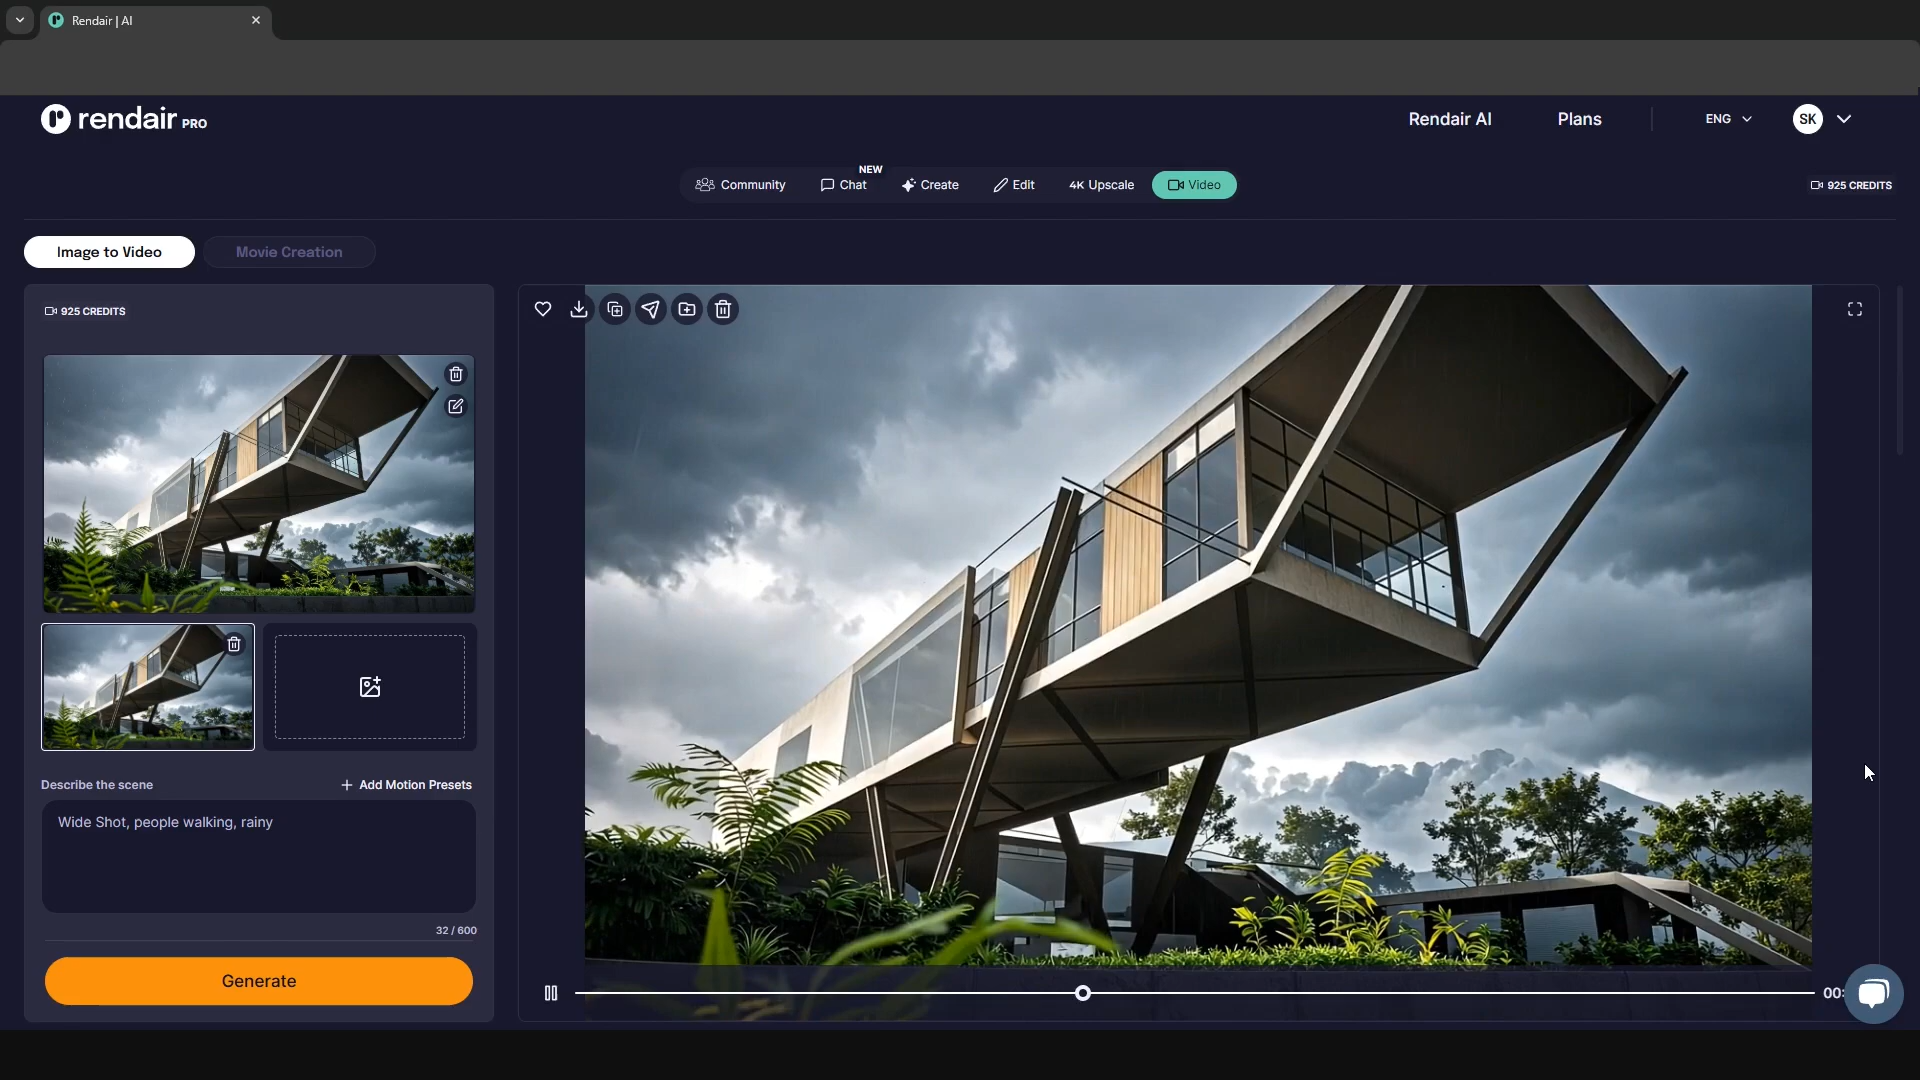 Rendair | AI
rendair PRO
Rendair AI
Plans
ENG
SK
Community
NEW
Chat
Create
Edit
4K Upscale
Video
925 CREDITS
Image to Video
Movie Creation
925 CREDITS
Describe the scene
Add Motion Presets
Wide Shot, people walking, rainy
32 / 600
Generate
00: